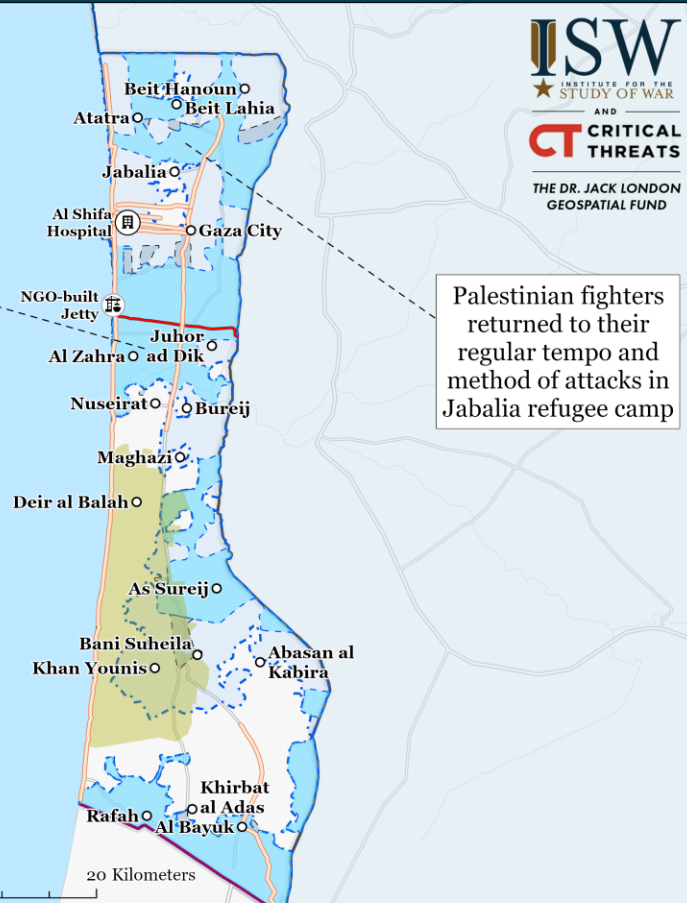 ISW
INSTITUTE FOR THE
STUDY OF WAR
AND
CT CRITICAL
THREATS
THE DR. JACK LONDON
GEOSPATIAL FUND
Beit Hanoun
Beit Lahia
Atatra
Jabalia
Al Shifa
Hospital
Gaza City
NGO-built
Jetty
Juhor
ad Dik
Al Zahra
Palestinian fighters
returned to their
regular tempo and
method of attacks in
Jabalia refugee camp
Nuseirat
Bureij
Maghazi
Deir al Balah
As Sureij
Bani Suheila
Abasan al
Kabira
Khan Younis
Khirbat
al Adas
Rafah
Al Bayuk
20 Kilometers